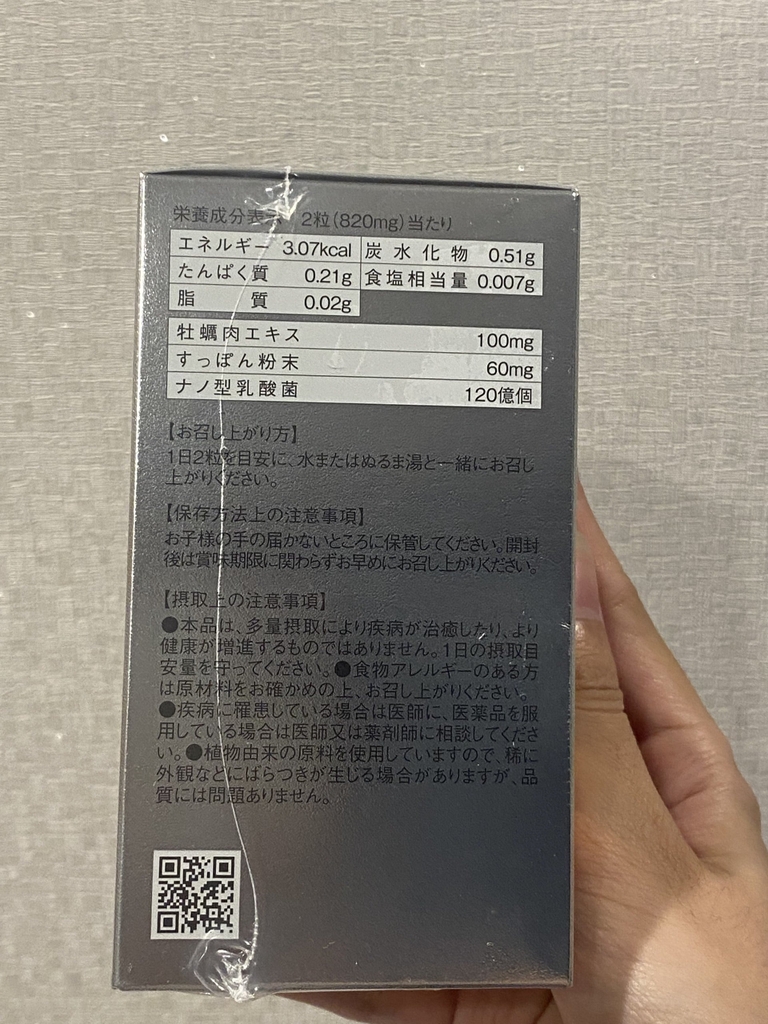 栄養成分表示 2粒(820mg)当たり
エネルギー 3.07kcal 炭水化物 0.51g
たんぱく質 0.21g 食塩相当量 0.007g
脂質 0.02g
牡蠣肉エキス 100mg
すっぽん粉末 60mg
ナノ型乳酸菌 120億個
【お召し上がり方】
1日2粒を目安に、水またはぬるま湯と一緒にお召し
上がりください。
【保存方法上の注意事項】
お子様の手の届かないところに保管してください。開封
後は賞味期限に関わらずお早めにお召し上がりください。
【摂取上の注意事項】
●本品は、多量摂取により疾病が治癒したり、より
健康が増進するものではありません。1日の摂取目
安量を守ってください。●食物アレルギーのある方
は原材料をお確かめの上、お召し上がりください。
●疾病に罹患している場合は医師に、医薬品を服
用している場合は医師又は薬剤師に相談してくださ
い。●植物由来の原料を使用していますので、稀に
外観などにばらつきが生じる場合がありますが、品
質には問題ありません。